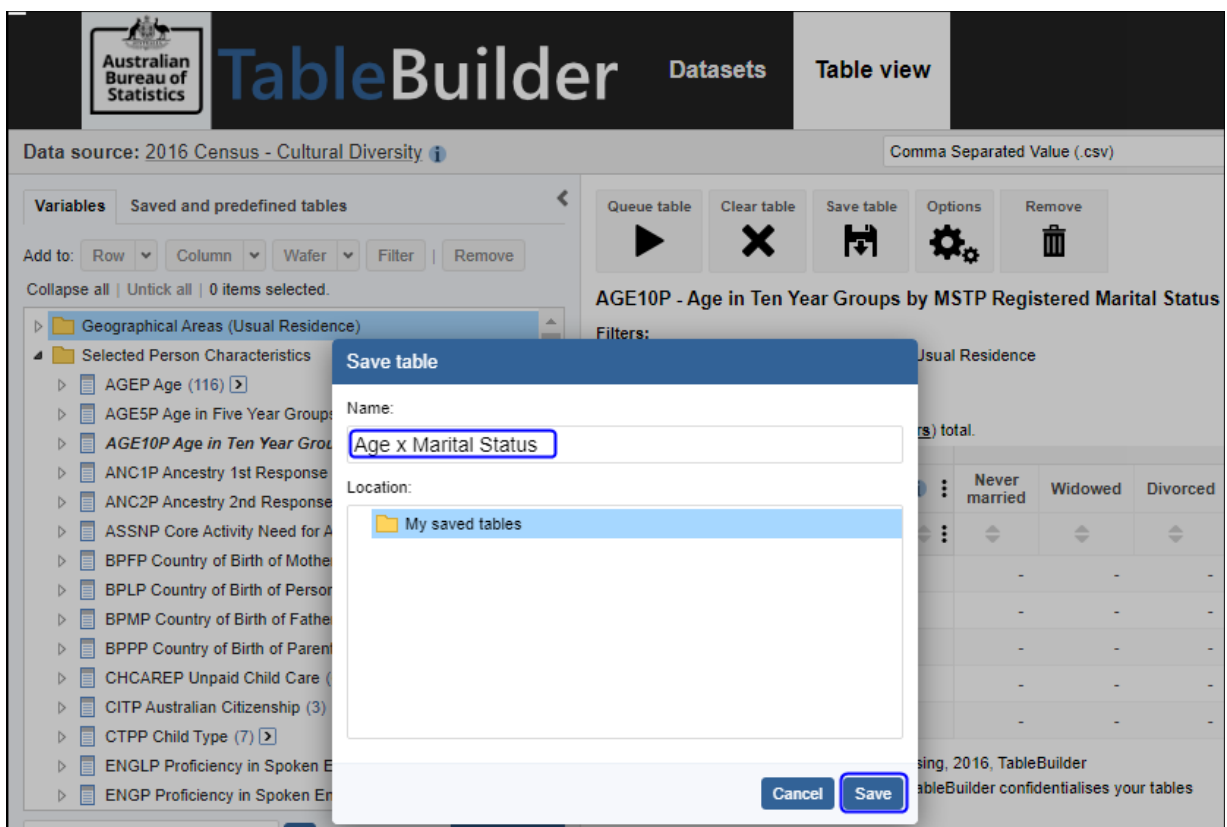 Australian
Bureau of
Statistics
TableBuilder
Datasets
Table view
Data source: 2016 Census - Cultural Diversity
Comma Separated Value (.csv)
Variables
Saved and predefined tables
Queue table
Clear table
Save table
Options
Remove
Add to: Row Column Wafer Filter | Remove
Collapse all | Untick all | 0 items selected.
AGE10P - Age in Ten Year Groups by MSTP Registered Marital Status
Filters:
Geographical Areas (Usual Residence)
Selected Person Characteristics
AGEP Age (116)
AGE5P Age in Five Year Groups
AGE10P Age in Ten Year
ANC1P Ancestry 1st Response
ANC2P Ancestry 2nd Response
ASSNP Core Activity Need for A
BPFP Country of Birth of
BPLP Country of Birth of Person
BPMP Country of Birth of
BPPP Country of Birth of
CHCAREP Unpaid Child Care (
CITP Australian Citizenship (3)
CTPP Child Type (7)
ENGLP Proficiency in Spoken E
ENGP Proficiency in Spoken En
Save table
Name:
Age x Marital Status
Location:
My saved tables
Cancel
Save
Usual Residence
rs) total.
Never
married
Widowed
Divorced
- - -
- - -
- - -
- - -
- - -
sing, 2016, TableBuilder
ableBuilder confidentialises your tables